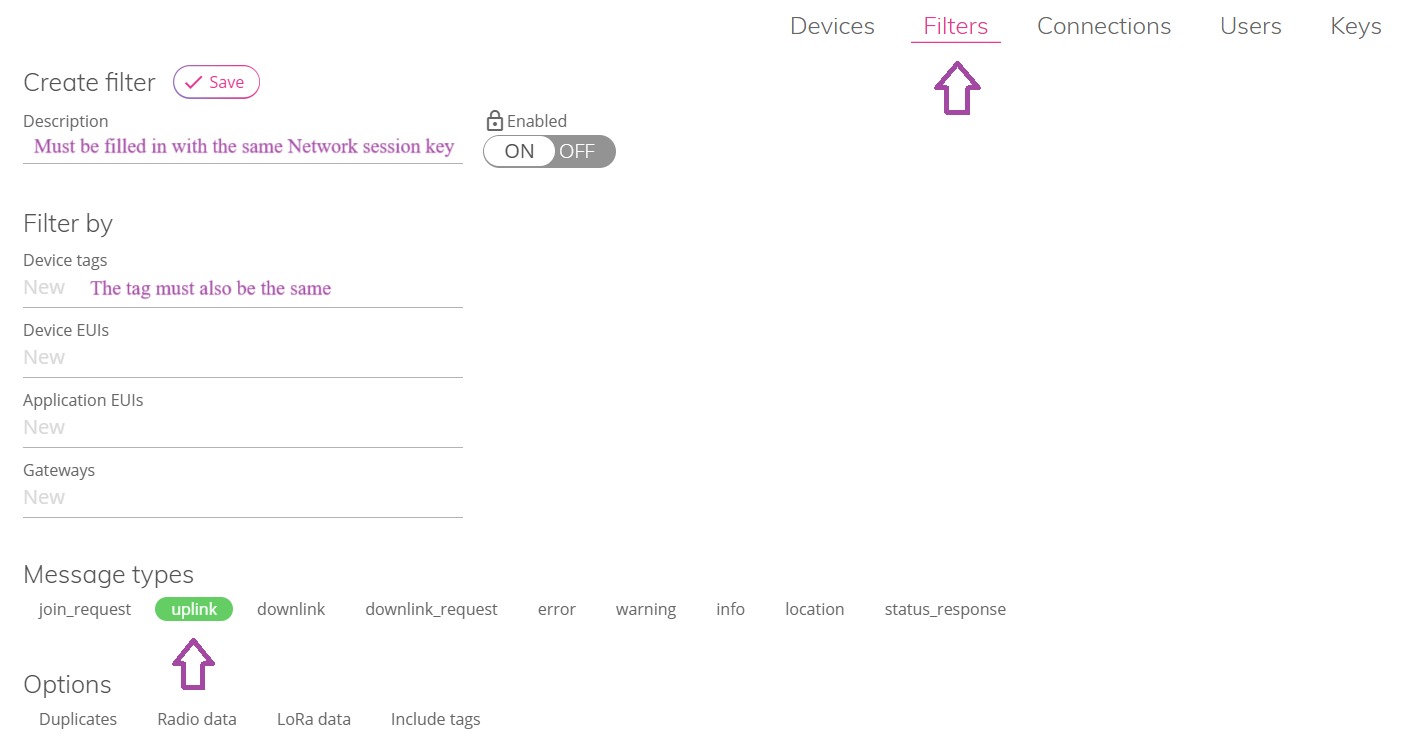 Devices Filters Connections Users Keys
Create filter Save
Description
Must be filled in with the same Network session key
Enabled
ON OFF
Filter by
Device tags
New The tag must also be the same
Device EUIs
New
Application EUIs
New
Gateways
New
Message types
join_request uplink downlink downlink_request error warning info location status_response
Options
Duplicates Radio data LoRa data Include tags